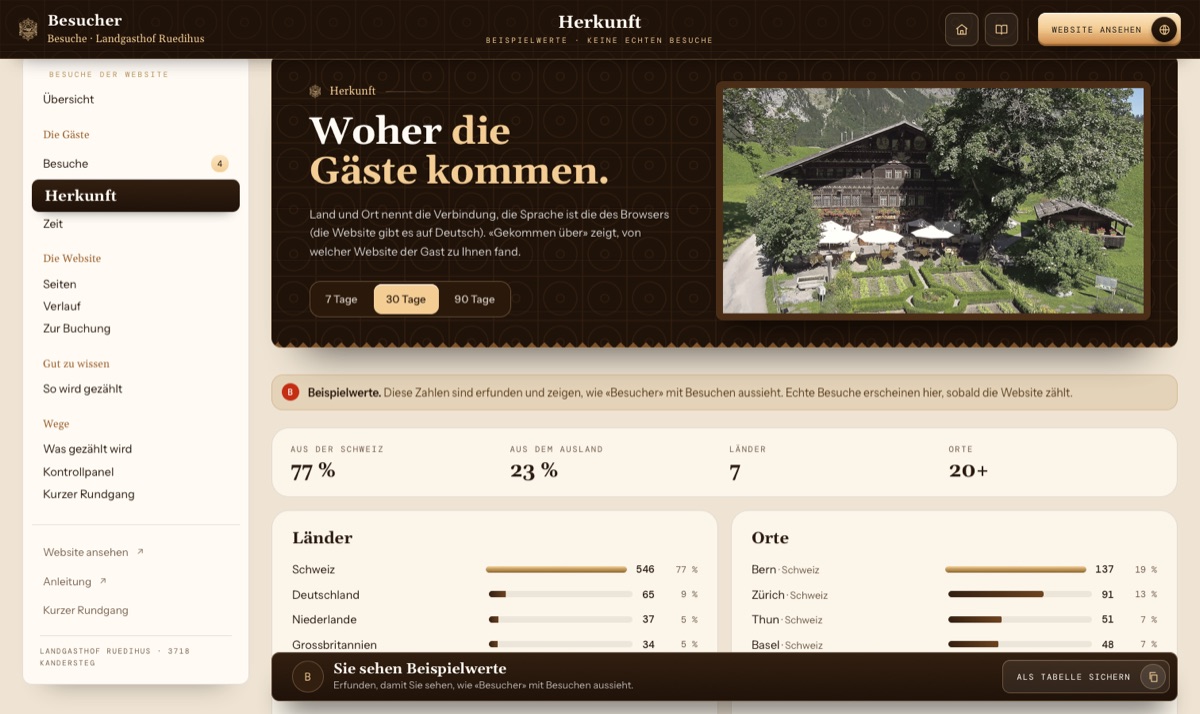 Besucher
Besuche · Landgasthof Ruedihus
Herkunft
BEISPIELWERTE · KEINE ECHTEN BESUCHE
WEBSITE ANSEHEN
BESUCHE DER WEBSITE
Übersicht
Die Gäste
Besuche 4
Herkunft
Zeit
Die Website
Seiten
Verlauf
Zur Buchung
Gut zu wissen
So wird gezählt
Wege
Was gezählt wird
Kontrollpanel
Kurzer Rundgang
Website ansehen ↗
Anleitung ↗
Kurzer Rundgang
LANDGASTHOF RUEDIHUS · 3718
KANDERSTEG
Herkunft
Woher die
Gäste kommen.
Land und Ort nennt die Verbindung, die Sprache ist die des Browsers
(die Website gibt es auf Deutsch). «Gekommen über» zeigt, von
welcher Website der Gast zu Ihnen fand.
7 Tage 30 Tage 90 Tage
B Beispielwerte. Diese Zahlen sind erfunden und zeigen, wie «Besucher» mit Besuchen aussieht. Echte Besuche erscheinen hier, sobald die Website zählt.
AUS DER SCHWEIZ
77 %
AUS DEM AUSLAND
23 %
LÄNDER
7
ORTE
20+
Länder
Schweiz 546 77 %
Deutschland 65 9 %
Niederlande 37 5 %
Grossbritannien 34 5 %
Orte
Bern · Schweiz 137 19 %
Zürich · Schweiz 91 13 %
Thun · Schweiz 51 7 %
Basel · Schweiz 48 7 %
B
Sie sehen Beispielwerte
Erfunden, damit Sie sehen, wie «Besucher» mit Besuchen aussieht.
ALS TABELLE SICHERN